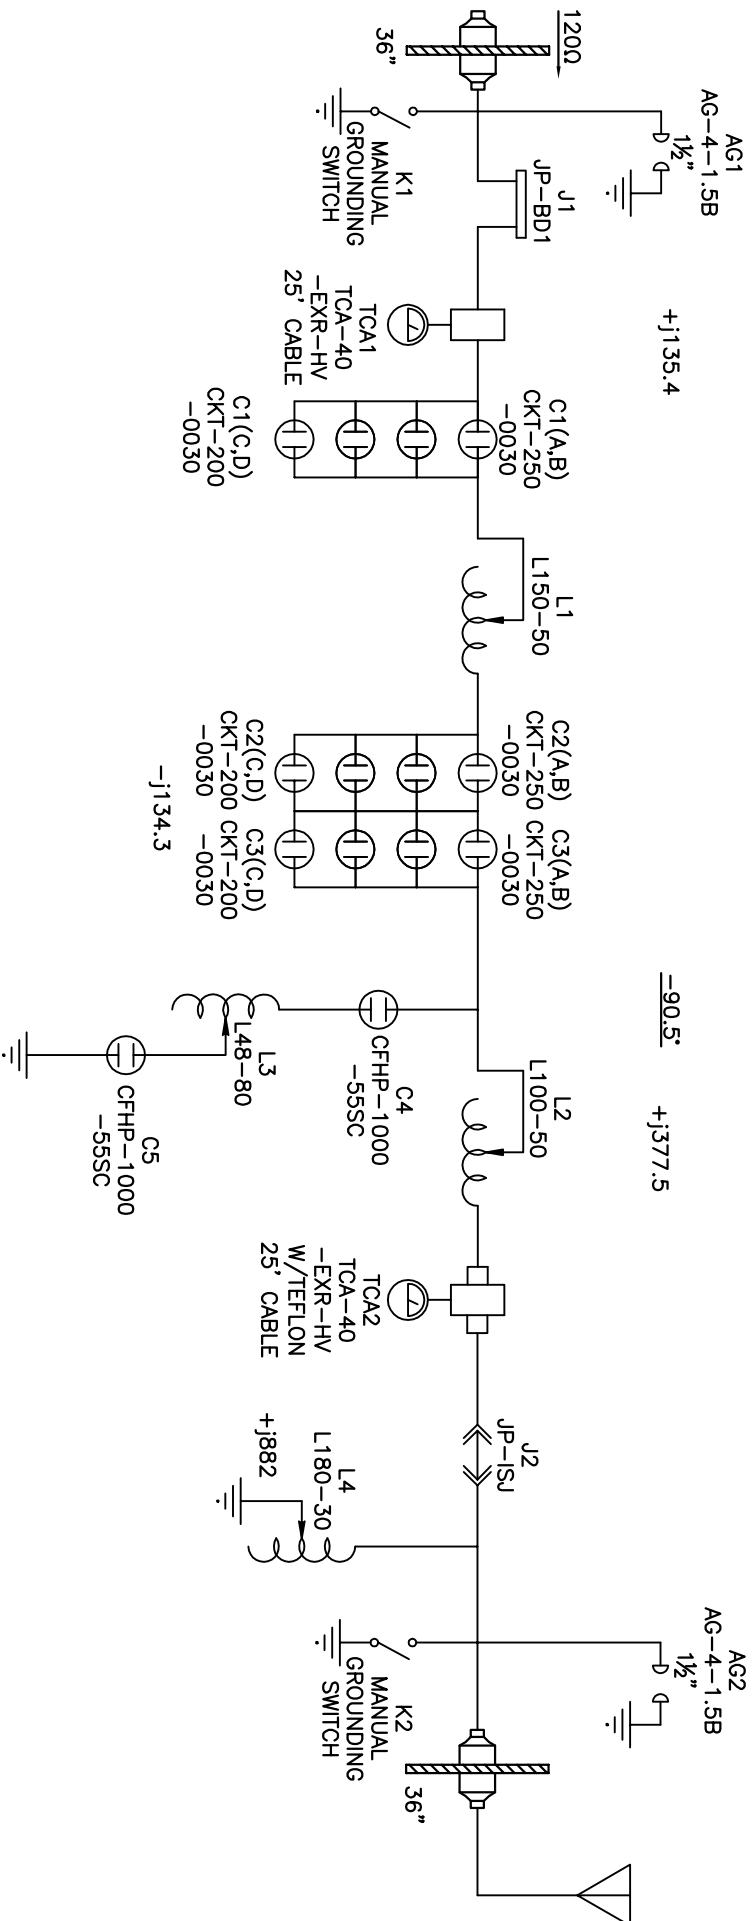 120Ω
36"
AG1
AG-4-1.5B
1½"
K1
MANUAL
GROUNDING
SWITCH
J1
JP-BD1
+j135.4
TCA1
TCA-40
-EXR-HV
25' CABLE
C1(A,B)
CKT-250
-0030
C1(C,D)
CKT-200
-0030
L1
L150-50
C2(A,B)
CKT-250
-0030
C3(A,B)
CKT-250
-0030
C2(C,D)
CKT-200
-0030
C3(C,D)
CKT-200
-0030
-j134.3
-90.5°
C4
CFHP-1000
-55SC
L3
L48-80
C5
CFHP-1000
-55SC
+j377.5
L2
L100-50
TCA2
TCA-40
-EXR-HV
W/TEFLON
25' CABLE
J2
JP-ISJ
L4
L180-30
+j882
AG2
AG-4-1.5B
1½"
K2
MANUAL
GROUNDING
SWITCH
36"